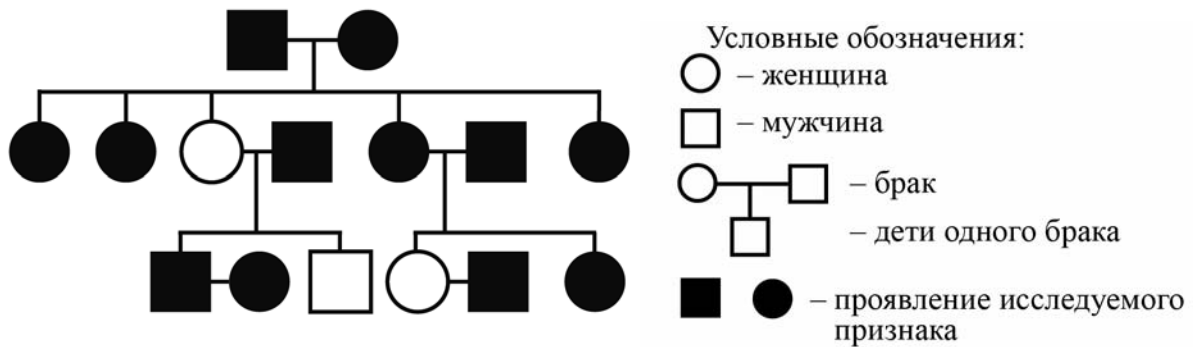 Условные обозначения:
– женщина
– мужчина
– брак
– дети одного брака
– проявление исследуемого
признака